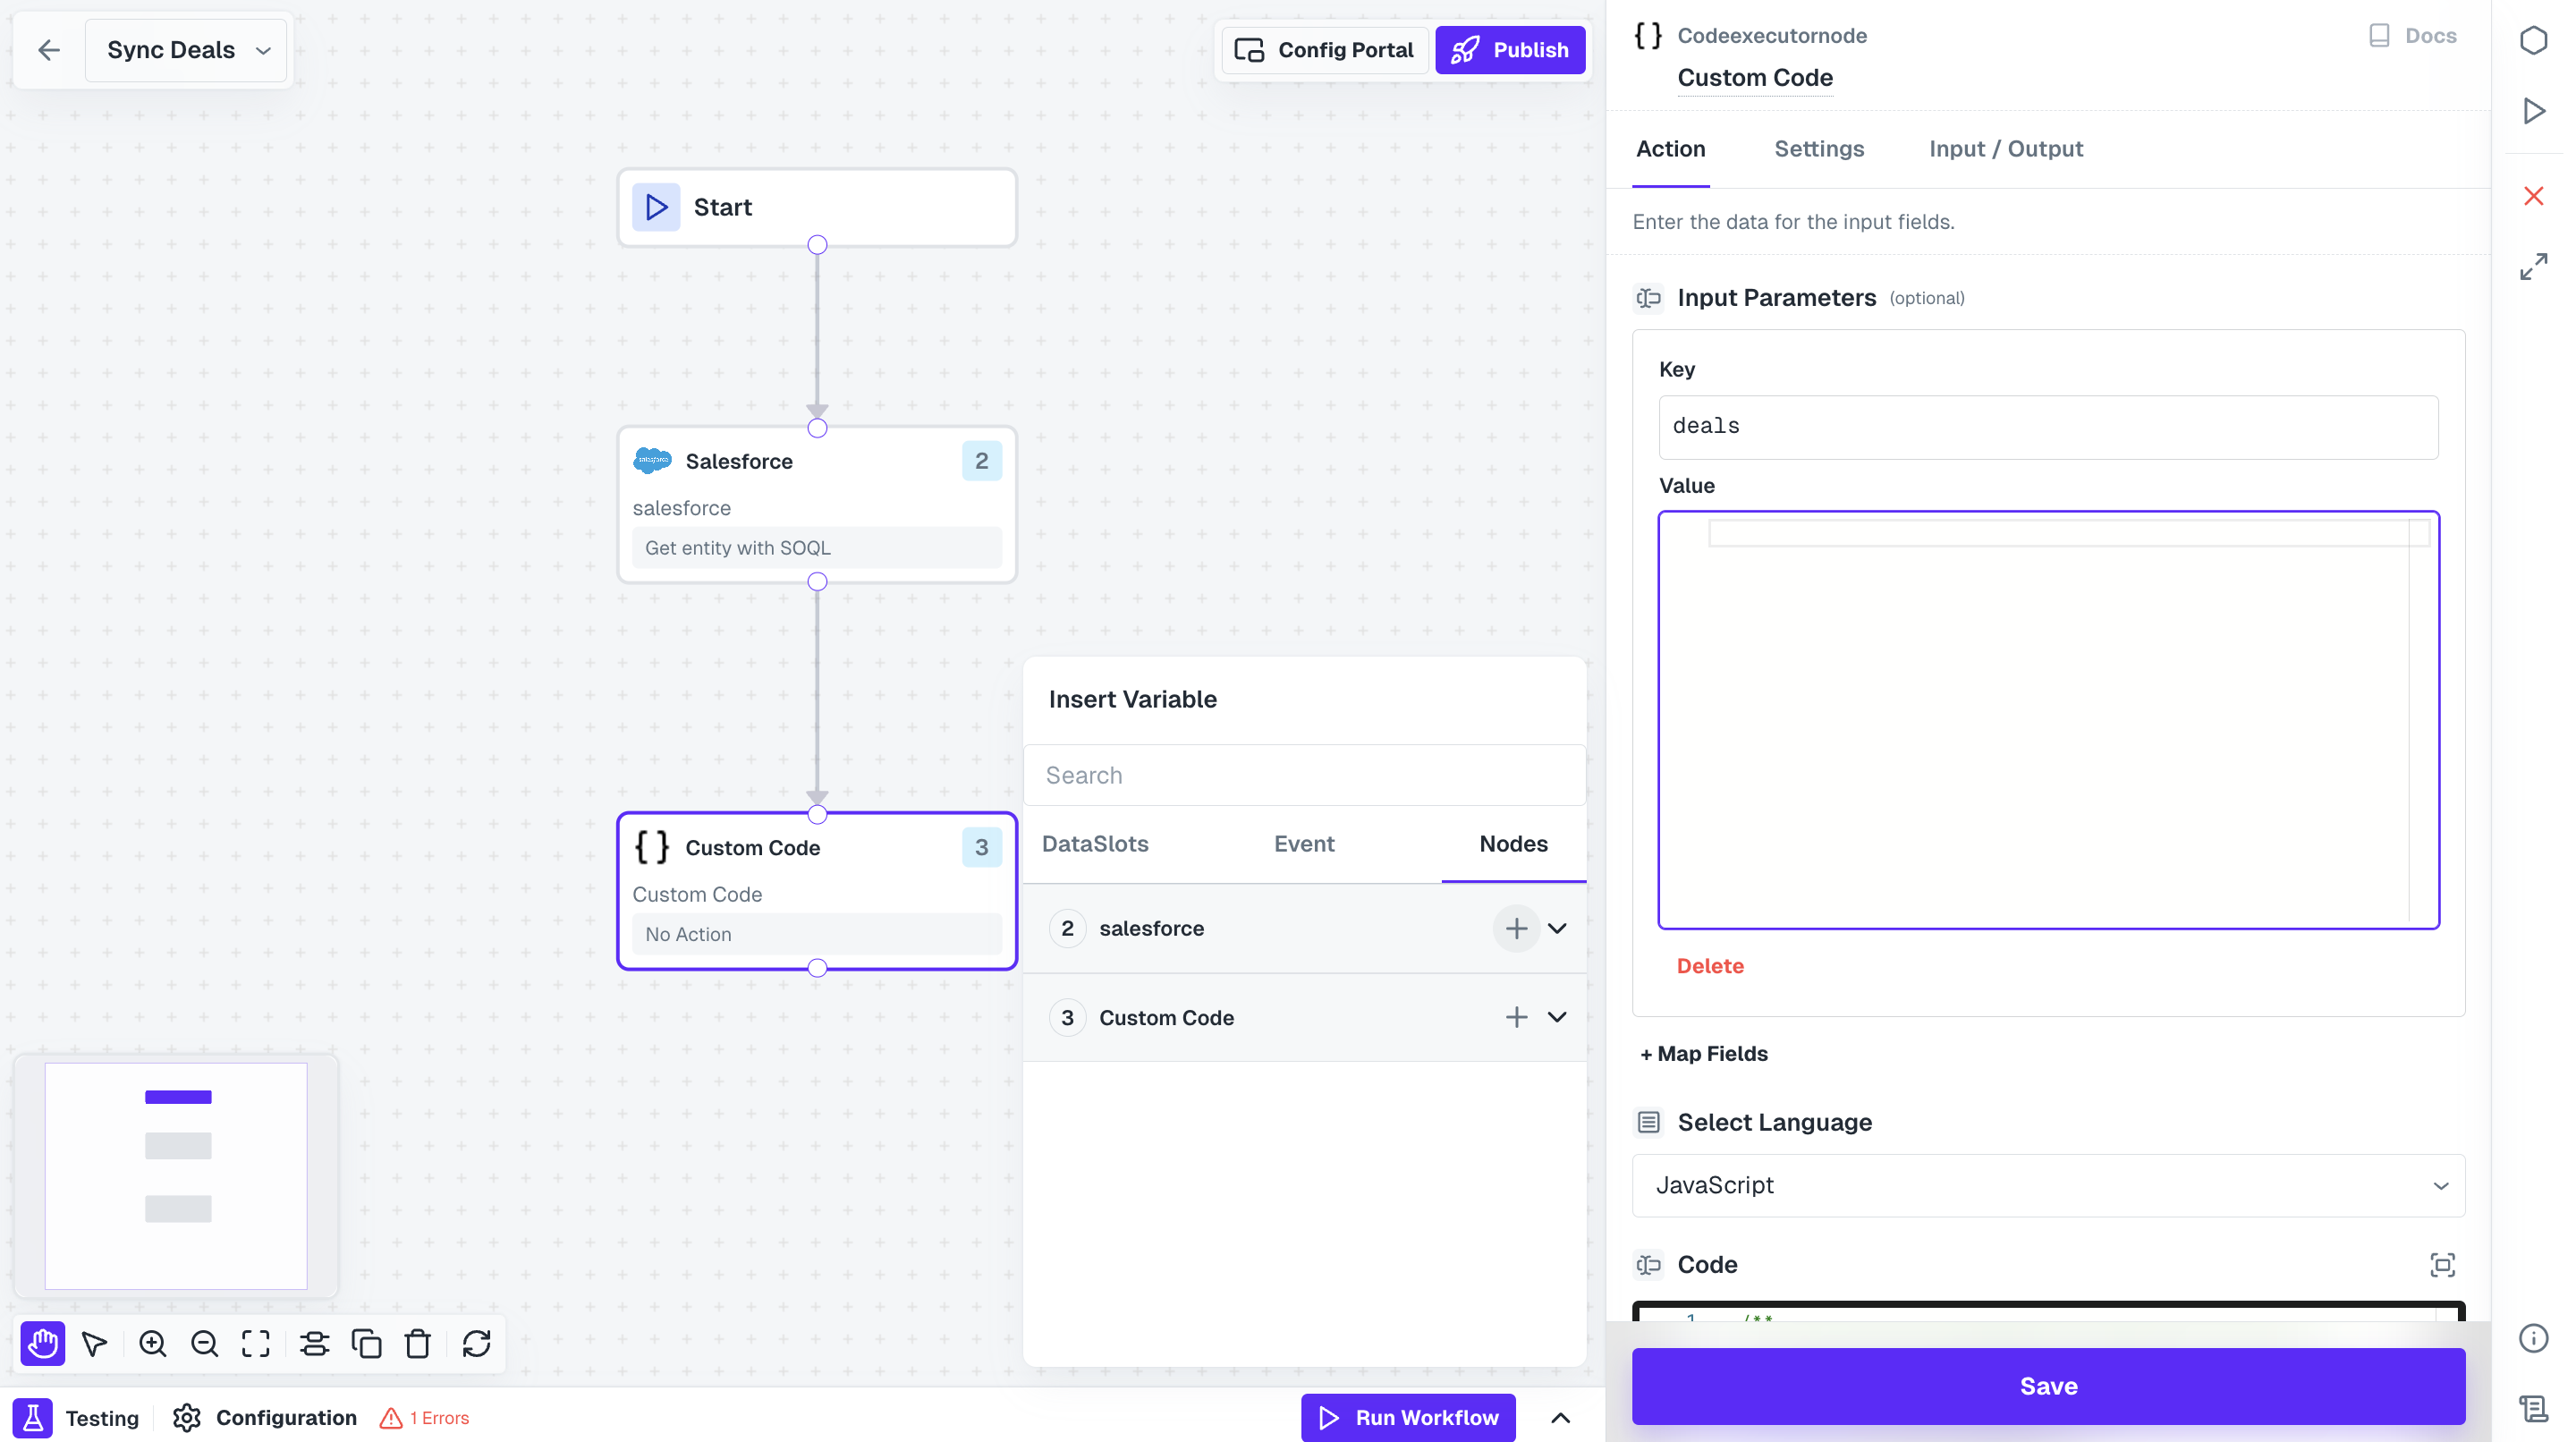 Sync Deals
Config Portal
Publish
Start
Salesforce
2
salesforce
Get entity with SOQL
Custom Code
3
Custom Code
No Action
Insert Variable
Search
DataSlots
Event
Nodes
2
salesforce
3
Custom Code
Testing
Configuration
1 Errors
Run Workflow
Codeexecutornode
Docs
Custom Code
Action
Settings
Input / Output
Enter the data for the input fields.
Input Parameters (optional)
Key
deals
Value
Delete
+ Map Fields
Select Language
JavaScript
Code
1 /**
Save